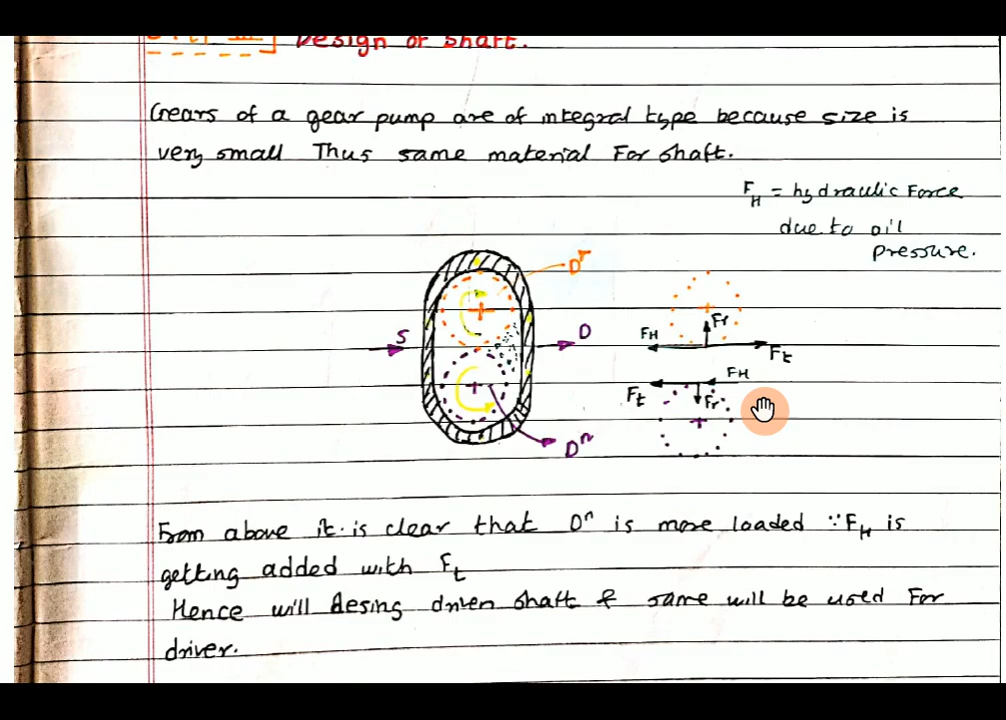 Design of shaft.
Gears of a gear pump are of integral type because size is
very small Thus same material For shaft.
F_H = hydraulic Force
due to oil
pressure.
Dr
S
D
Dn
FH
Fr
Ft
FH
Ft
Fr
From above it is clear that Dn is more loaded ∵ F_H is
getting added with F_t
Hence will desing driven shaft & same will be used For
driver.